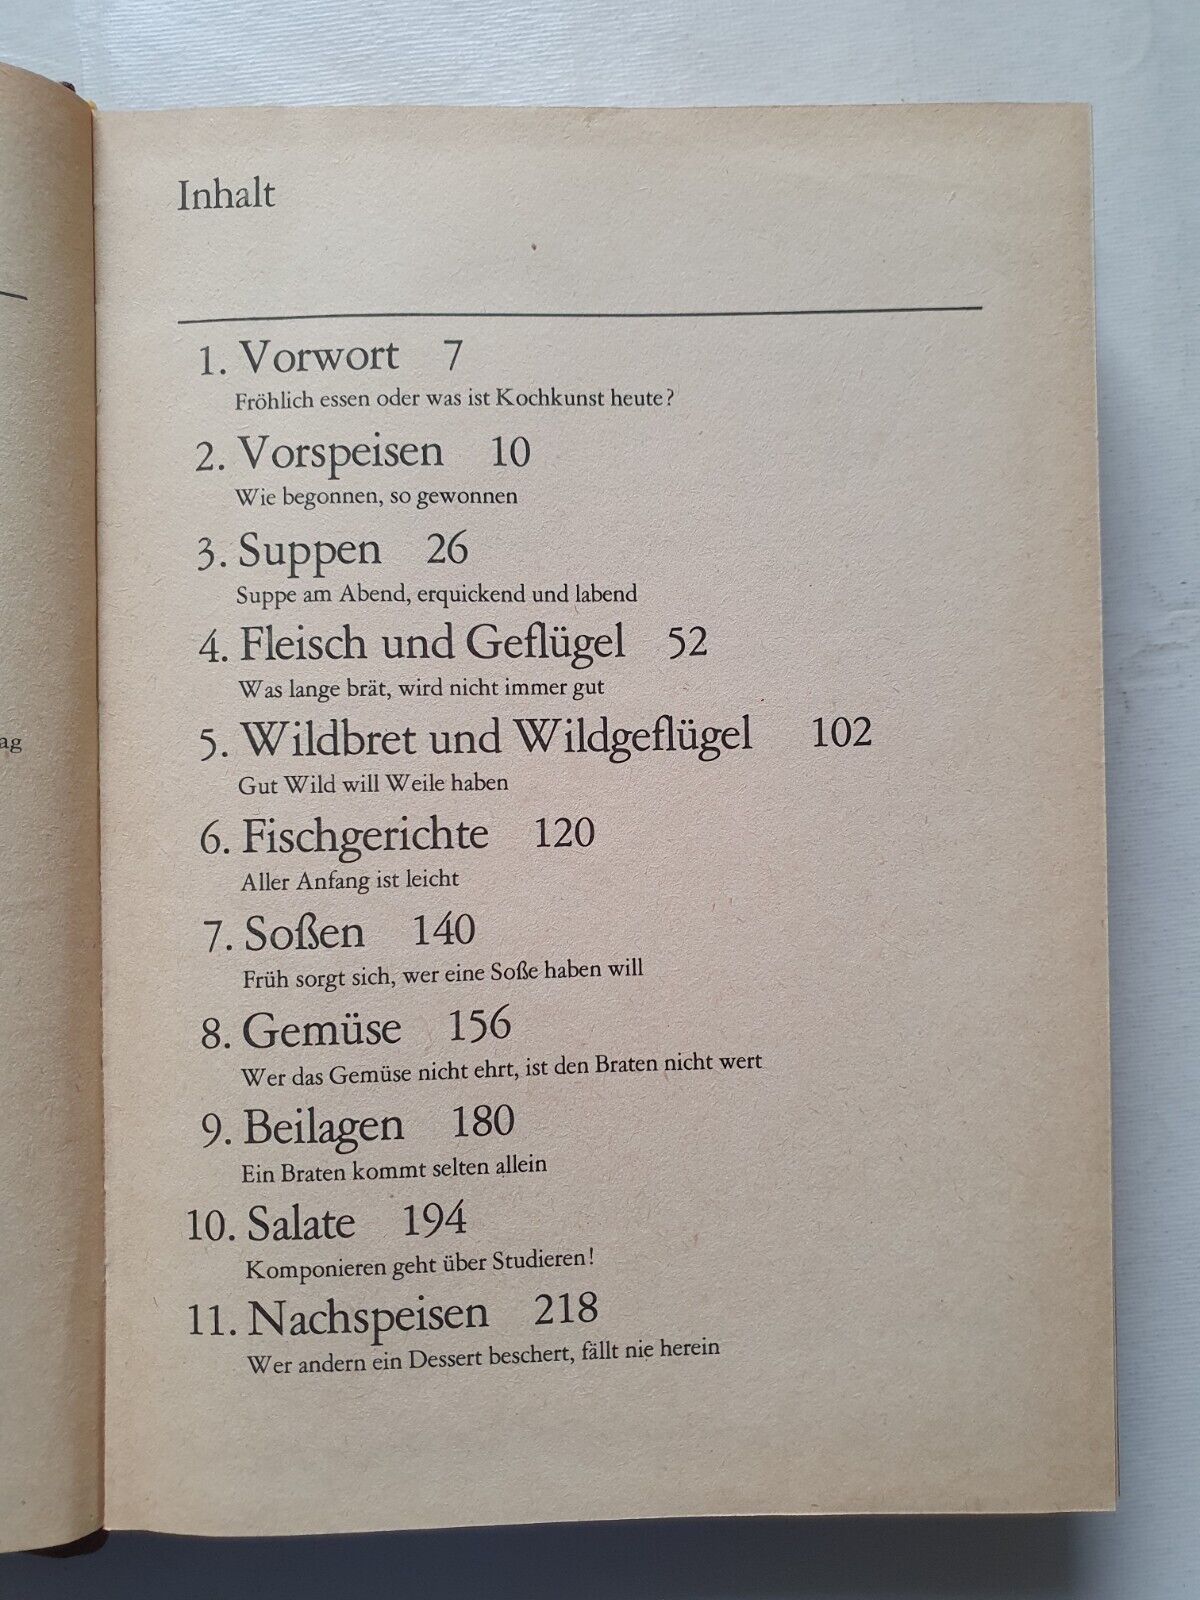 Inhalt
1. Vorwort 7
Fröhlich essen oder was ist Kochkunst heute?
2. Vorspeisen 10
Wie begonnen, so gewonnen
3. Suppen 26
Suppe am Abend, erquickend und labend
4. Fleisch und Geflügel 52
Was lange brät, wird nicht immer gut
5. Wildbret und Wildgeflügel 102
Gut Wild will Weile haben
6. Fischgerichte 120
Aller Anfang ist leicht
7. Soßen 140
Früh sorgt sich, wer eine Soße haben will
8. Gemüse 156
Wer das Gemüse nicht ehrt, ist den Braten nicht wert
9. Beilagen 180
Ein Braten kommt selten allein
10. Salate 194
Komponieren geht über Studieren!
11. Nachspeisen 218
Wer andern ein Dessert beschert, fällt nie herein